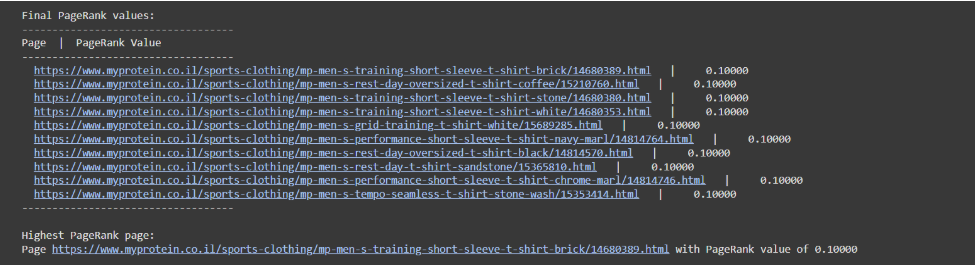 Final PageRank values:
----------------------------------
Page  |  PageRank Value
----------------------------------
https://www.myprotein.co.il/sports-clothing/mp-men-s-training-short-sleeve-t-shirt-brick/14680389.html   |     0.10000
https://www.myprotein.co.il/sports-clothing/mp-men-s-rest-day-oversized-t-shirt-coffee/15210760.html   |     0.10000
https://www.myprotein.co.il/sports-clothing/mp-men-s-training-short-sleeve-t-shirt-stone/14680380.html   |     0.10000
https://www.myprotein.co.il/sports-clothing/mp-men-s-training-short-sleeve-t-shirt-white/14680353.html   |     0.10000
https://www.myprotein.co.il/sports-clothing/mp-men-s-grid-training-t-shirt-white/15689285.html   |     0.10000
https://www.myprotein.co.il/sports-clothing/mp-men-s-performance-short-sleeve-t-shirt-navy-marl/14814764.html   |     0.10000
https://www.myprotein.co.il/sports-clothing/mp-men-s-rest-day-oversized-t-shirt-black/14814570.html   |     0.10000
https://www.myprotein.co.il/sports-clothing/mp-men-s-rest-day-t-shirt-sandstone/15365810.html   |     0.10000
https://www.myprotein.co.il/sports-clothing/mp-men-s-performance-short-sleeve-t-shirt-chrome-marl/14814746.html   |     0.10000
https://www.myprotein.co.il/sports-clothing/mp-men-s-tempo-seamless-t-shirt-stone-wash/15353414.html   |     0.10000
----------------------------------
Highest PageRank page:
Page https://www.myprotein.co.il/sports-clothing/mp-men-s-training-short-sleeve-t-shirt-brick/14680389.html with PageRank value of 0.10000